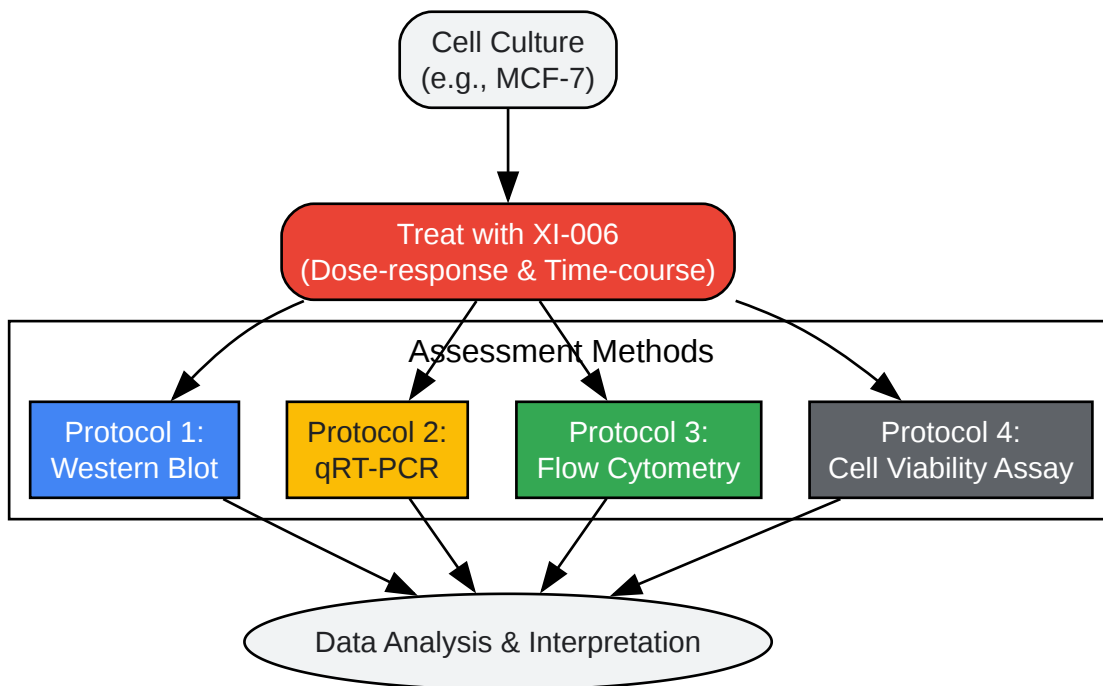 Cell Culture
(e.g., MCF-7)
Treat with XI-006
(Dose-response & Time-course)
Assessment Methods
Protocol 1:
Western Blot
Protocol 2:
qRT-PCR
Protocol 3:
Flow Cytometry
Protocol 4:
Cell Viability Assay
Data Analysis & Interpretation